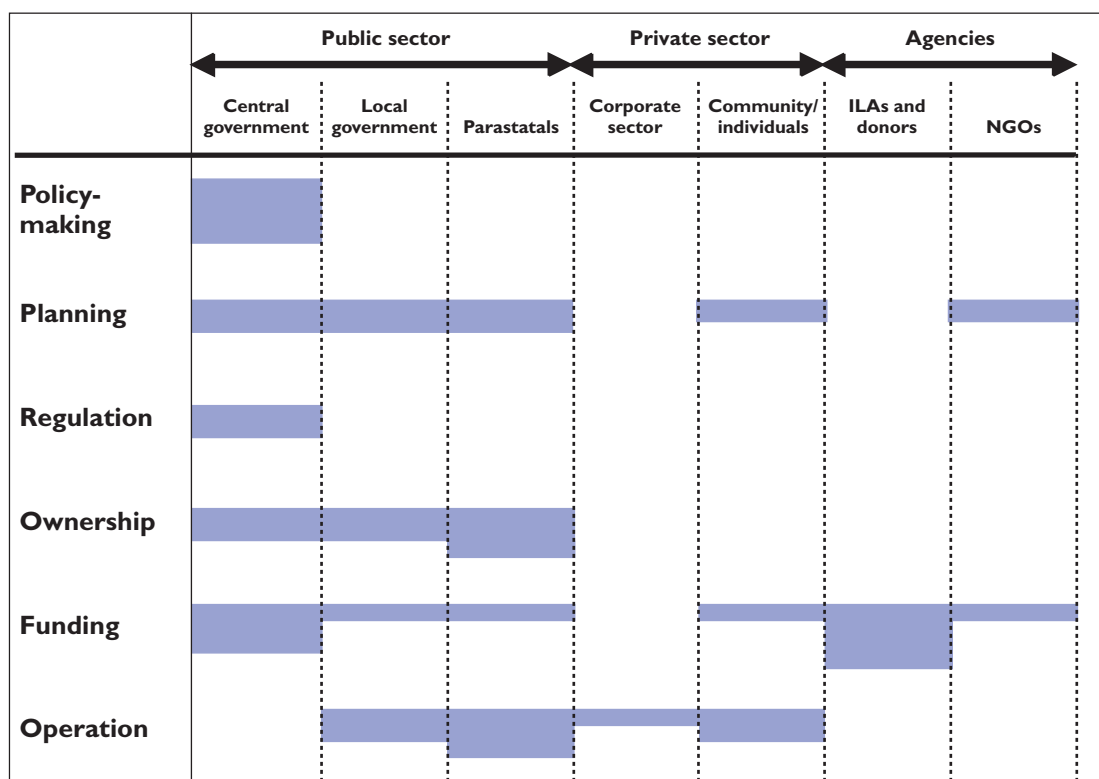 Public sector
Private sector
Agencies
Central
government
Local
government
Parastatals
Corporate
sector
Community/
individuals
ILAs and
donors
NGOs
Policy-
making
Planning
Regulation
Ownership
Funding
Operation